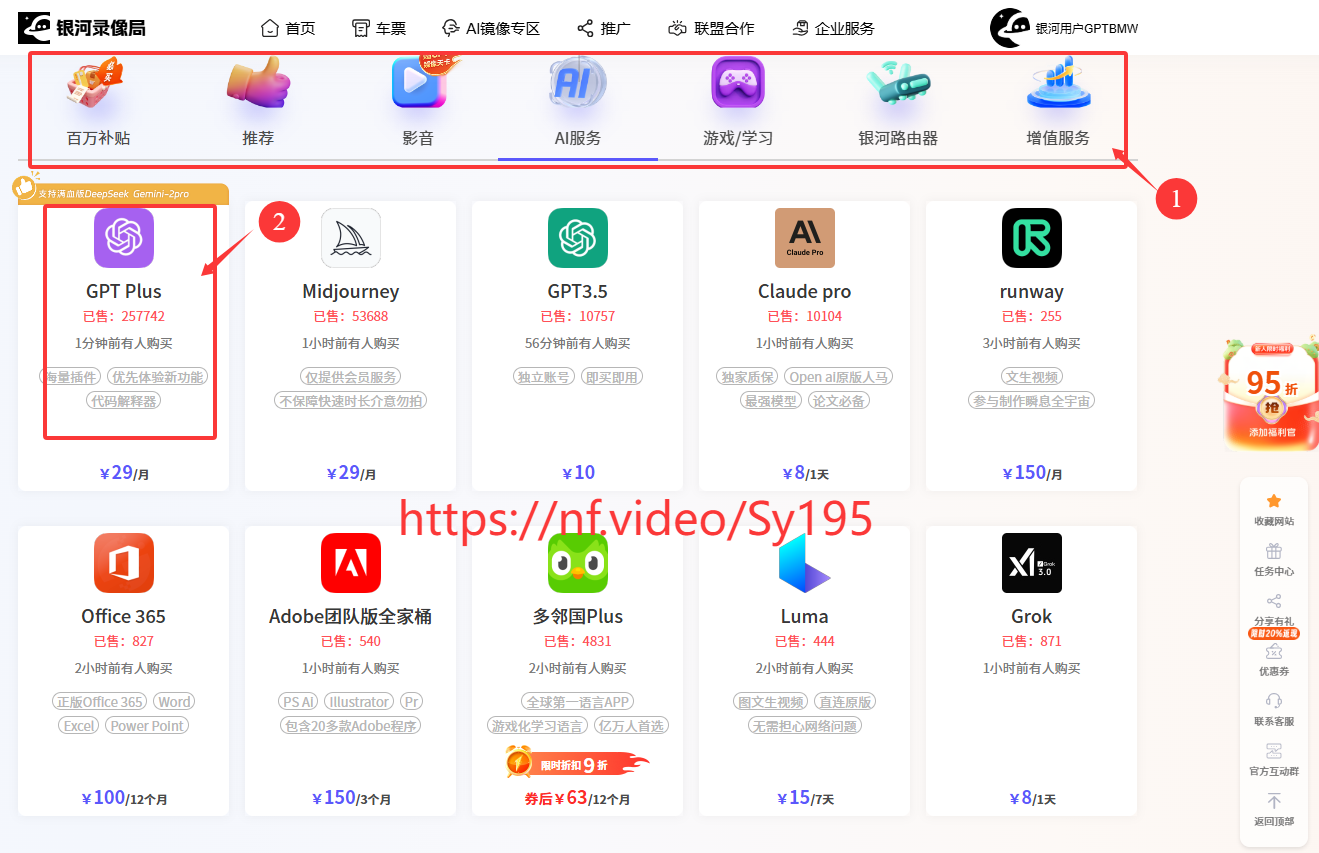 银河录像局
首页
车票
AI镜像专区
推广
联盟合作
企业服务
银河用户GPTBMW
百万补贴
推荐
影音
AI服务
游戏/学习
银河路由器
增值服务
1
支持满血版DeepSeek Gemini-2pro
2
GPT Plus
已售：257742
1分钟前有人购买
海量插件
优先体验新功能
代码解释器
￥29/月
Midjourney
已售：53688
1小时前有人购买
仅提供会员服务
不保障快速时长介意勿拍
￥29/月
GPT3.5
已售：10757
56分钟前有人购买
独立账号
即买即用
￥10
Claude Pro
Claude pro
已售：10104
1小时前有人购买
独家质保
Open ai原版人马
最强模型
论文必备
￥8/1天
runway
已售：255
3小时前有人购买
文生视频
参与制作瞬息全宇宙
￥150/月
https://nf.video/Sy195
Office 365
已售：827
2小时前有人购买
正版Office 365
Word
Excel
Power Point
￥100/12个月
Adobe团队版全家桶
已售：540
1小时前有人购买
PS AI
Illustrator
Pr
包含20多款Adobe程序
￥150/3个月
多邻国Plus
已售：4831
2小时前有人购买
全球第一语言APP
游戏化学习语言
亿万人首选
限时折扣9折
券后￥63/12个月
Luma
已售：444
2小时前有人购买
图文生视频
直连原版
无需担心网络问题
￥15/7天
Grok
3.0
Grok
已售：871
1小时前有人购买
￥8/1天
新人限时福利
95折
抢
添加福利官
收藏网站
任务中心
分享有礼
限时20%返现
优惠券
联系客服
官方互动群
返回顶部